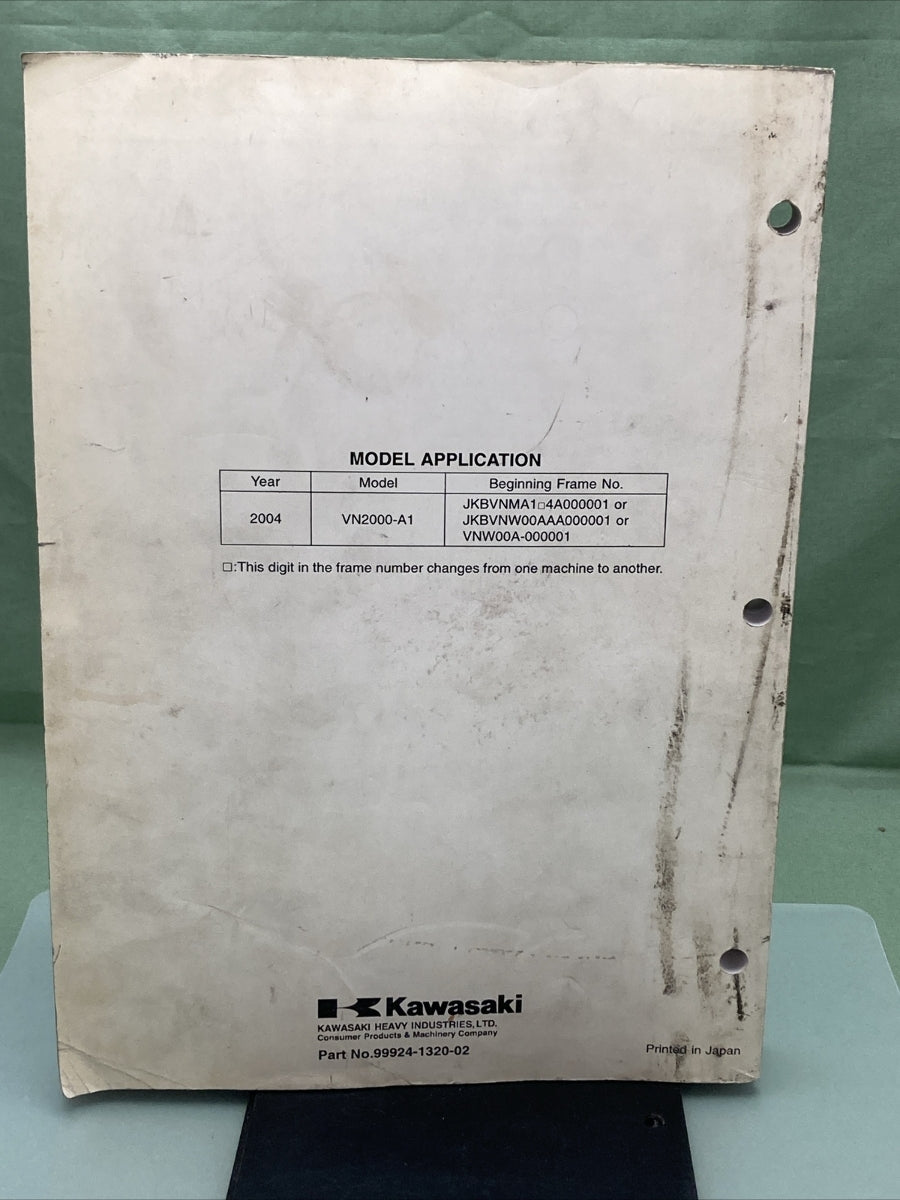 MODEL APPLICATION
Year Model Beginning Frame No.
2004 VN2000-A1 JKBVNMA1□4A000001 or
JKBVNW00AAA000001 or
VNW00A-000001
□:This digit in the frame number changes from one machine to another.
Kawasaki
KAWASAKI HEAVY INDUSTRIES, LTD.
Consumer Products & Machinery Company
Part No.99924-1320-02
Printed in Japan